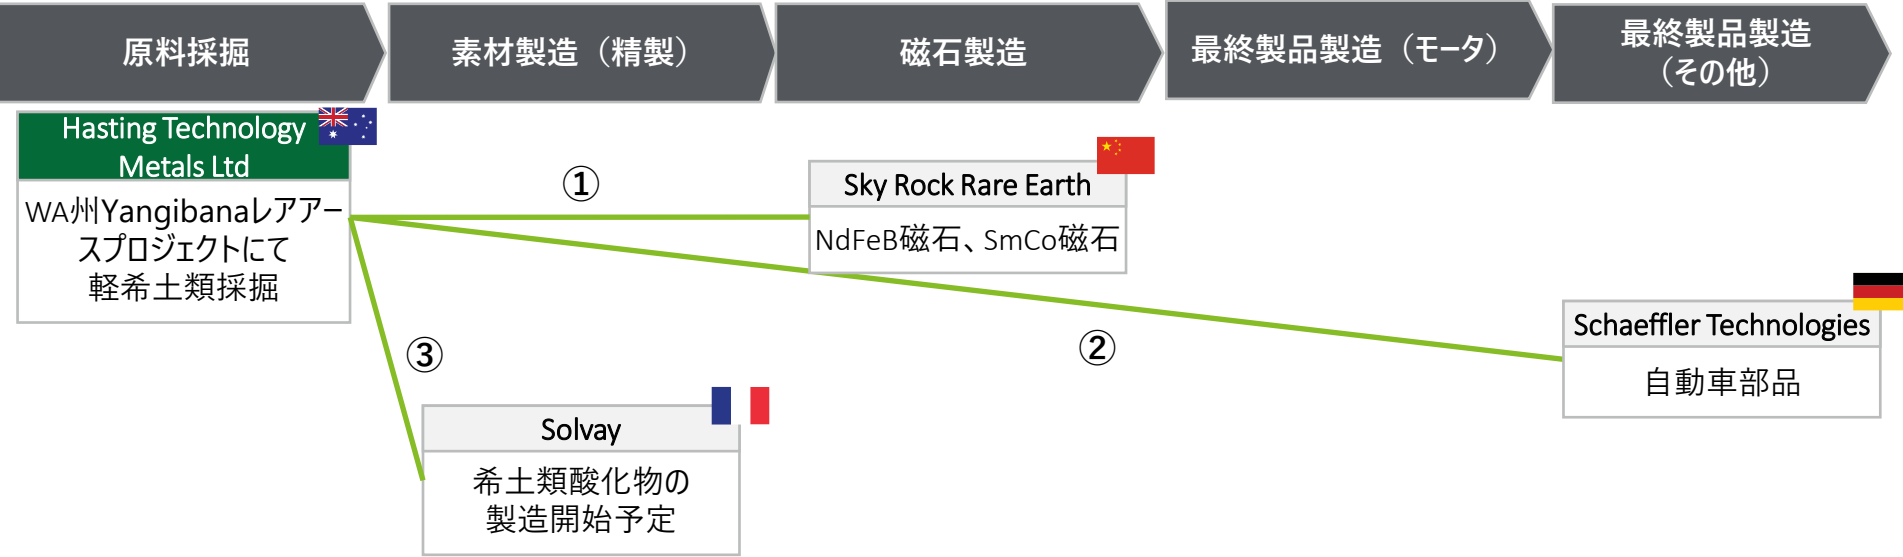 原料採掘
素材製造（精製）
磁石製造
最終製品製造（モータ）
最終製品製造
（その他）
Hasting Technology
Metals Ltd
WA州Yangibanaレアアー
スプロジェクトにて
軽希土類採掘
①
Sky Rock Rare Earth
NdFeB磁石、SmCo磁石
②
Schaeffler Technologies
自動車部品
③
Solvay
希土類酸化物の
製造開始予定